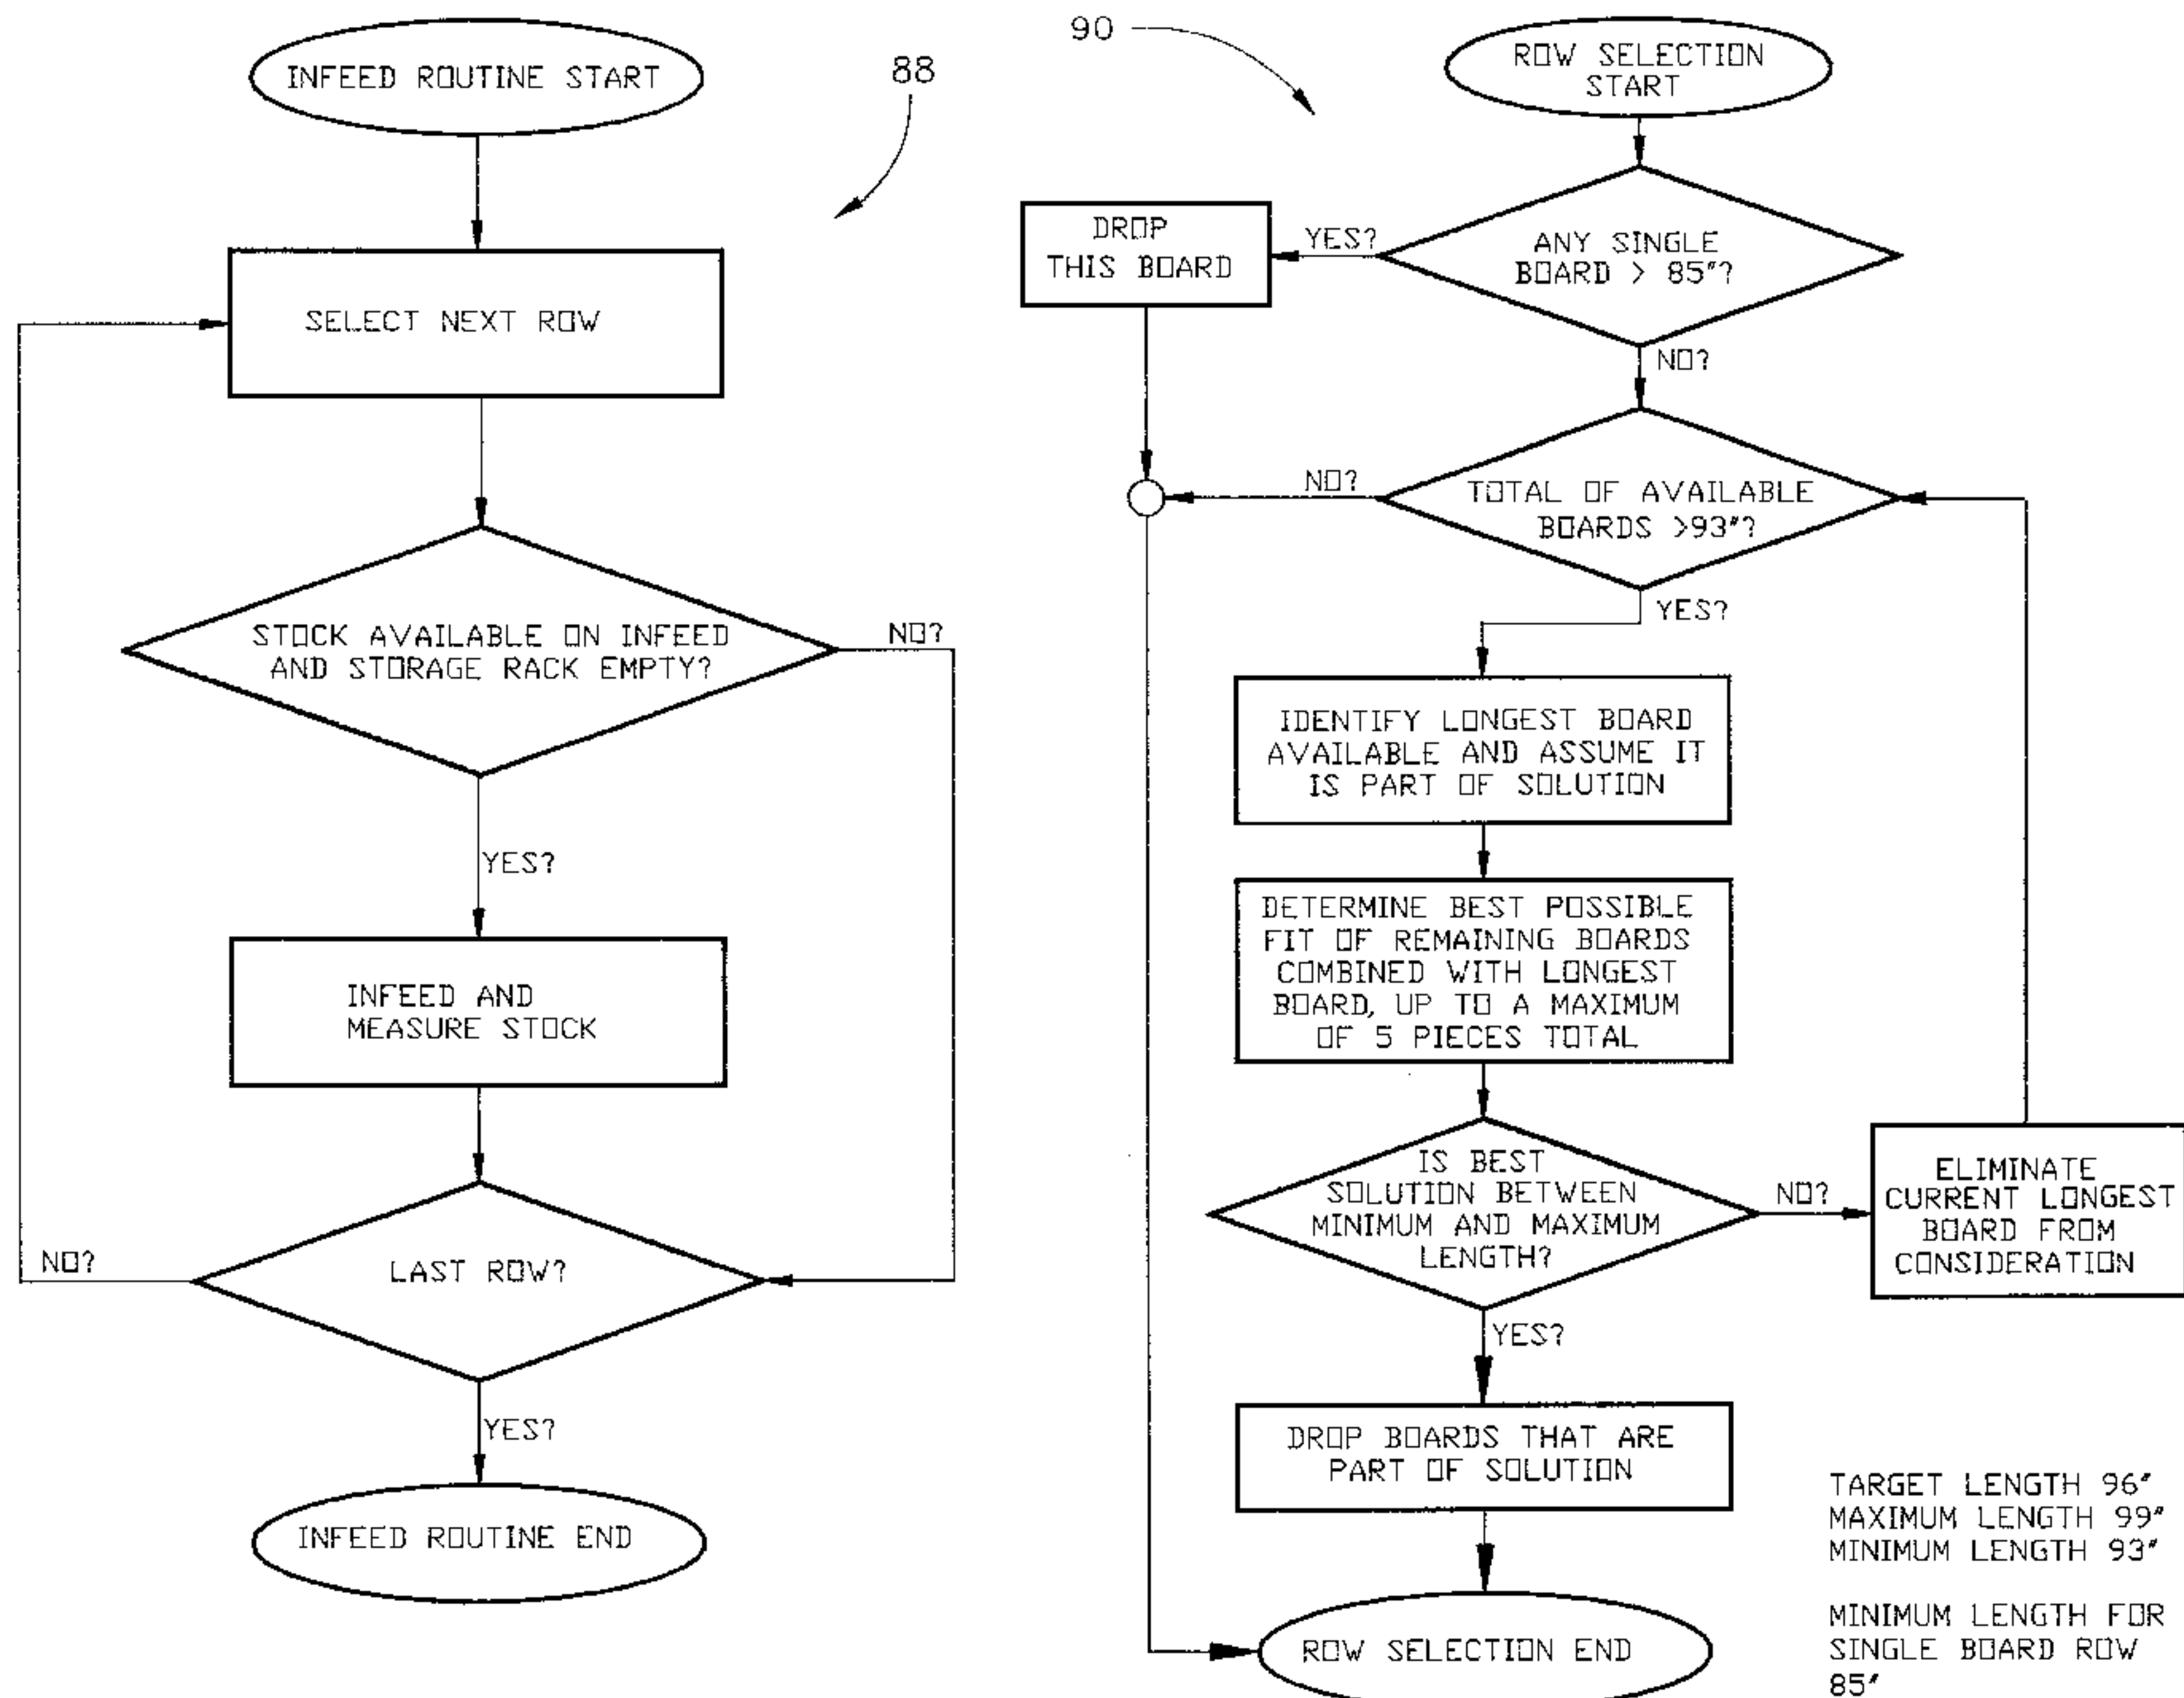 INFEED ROUTINE START
88
SELECT NEXT ROW
STOCK AVAILABLE ON INFEED
AND STORAGE RACK EMPTY?
NO?
YES?
INFEED AND
MEASURE STOCK
LAST ROW?
NO?
YES?
INFEED ROUTINE END
90
ROW SELECTION
START
ANY SINGLE
BOARD > 85"?
YES?
DROP
THIS BOARD
NO?
TOTAL OF AVAILABLE
BOARDS >93"?
NO?
YES?
IDENTIFY LONGEST BOARD
AVAILABLE AND ASSUME IT
IS PART OF SOLUTION
DETERMINE BEST POSSIBLE
FIT OF REMAINING BOARDS
COMBINED WITH LONGEST
BOARD, UP TO A MAXIMUM
OF 5 PIECES TOTAL
IS BEST
SOLUTION BETWEEN
MINIMUM AND MAXIMUM
LENGTH?
NO?
ELIMINATE
CURRENT LONGEST
BOARD FROM
CONSIDERATION
YES?
DROP BOARDS THAT ARE
PART OF SOLUTION
ROW SELECTION END
TARGET LENGTH 96"
MAXIMUM LENGTH 99"
MINIMUM LENGTH 93"
MINIMUM LENGTH FOR
SINGLE BOARD ROW
85"